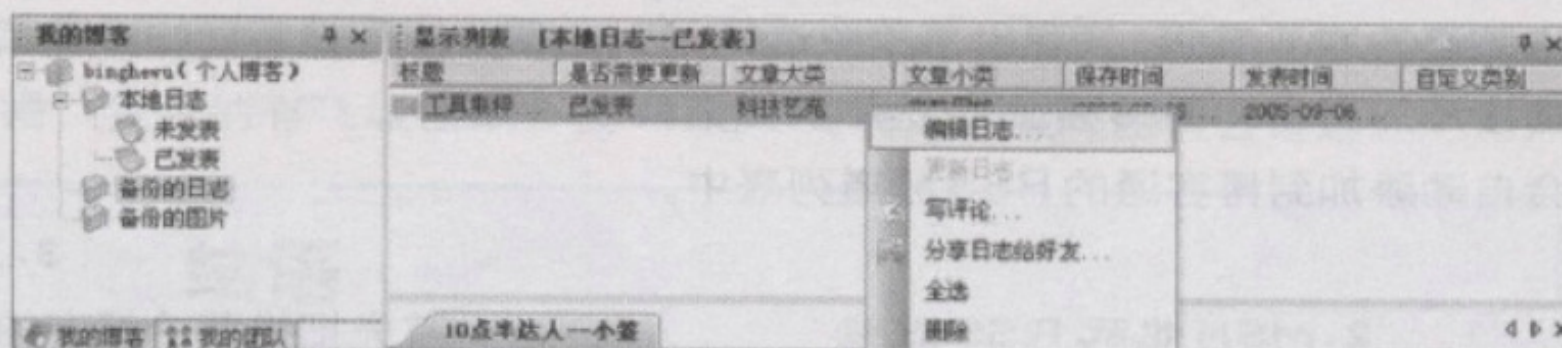 我的博客
binghewu(个人博客)
本地日志
未发表
已发表
备份的日志
备份的图片
我的博客 我的团队
显示列表 【本地日志--已发表】
标题 是否需要更新 文章大类 文章小类 保存时间 发表时间 自定义类别
工具集粹... 已发表 科技艺苑 2005-09-06...
编辑日志...
更新日志
写评论...
分享日志给好友...
全选
删除
10点半达人--小签